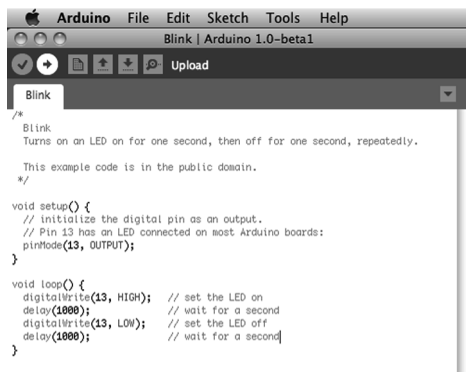 Arduino File Edit Sketch Tools Help
Blink | Arduino 1.0-beta1
Upload
Blink
/*
  Blink
  Turns on an LED on for one second, then off for one second, repeatedly.

  This example code is in the public domain.
 */

void setup() {
  // initialize the digital pin as an output.
  // Pin 13 has an LED connected on most Arduino boards:
  pinMode(13, OUTPUT);
}

void loop() {
  digitalWrite(13, HIGH);   // set the LED on
  delay(1000);              // wait for a second
  digitalWrite(13, LOW);    // set the LED off
  delay(1000);              // wait for a second
}